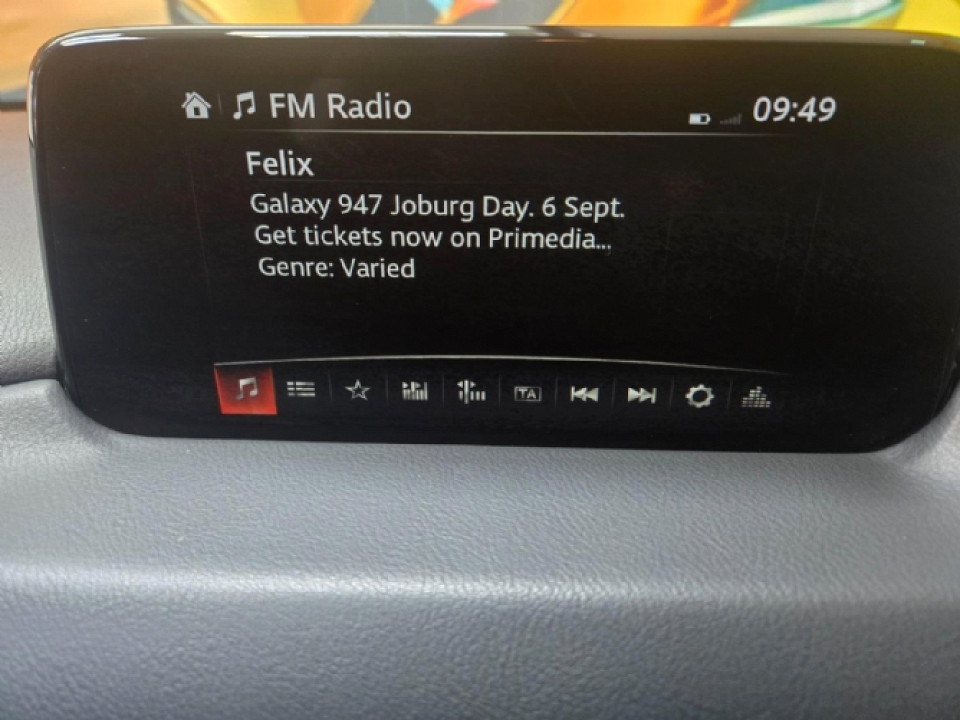 FM Radio
09:49
Felix
Galaxy 947 Joburg Day. 6 Sept.
Get tickets now on Primedia...
Genre: Varied
TA